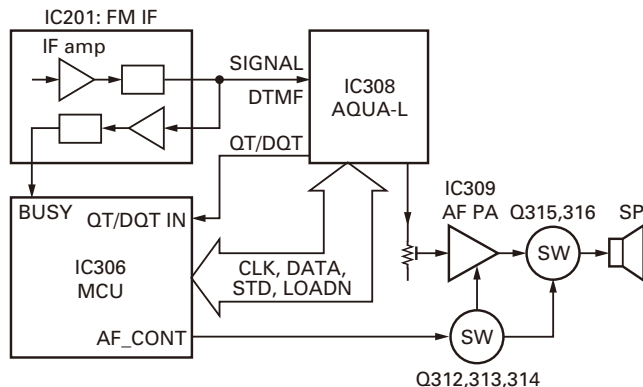 IC201: FM IF
IF amp
SIGNAL
DTMF
IC308
AQUA-L
QT/DQT
BUSY
QT/DQT IN
IC306
MCU
AF_CONT
CLK, DATA,
STD, LOADN
IC309
AF PA
Q315,316
SP
SW
SW
Q312,313,314